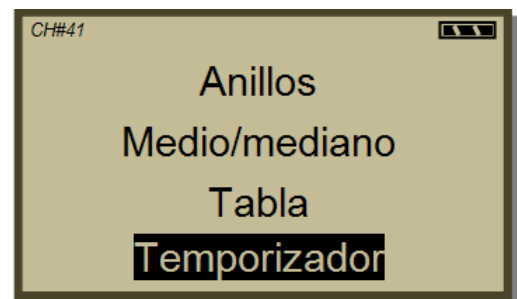 CH#41
Anillos
Medio/mediano
Tabla
Temporizador